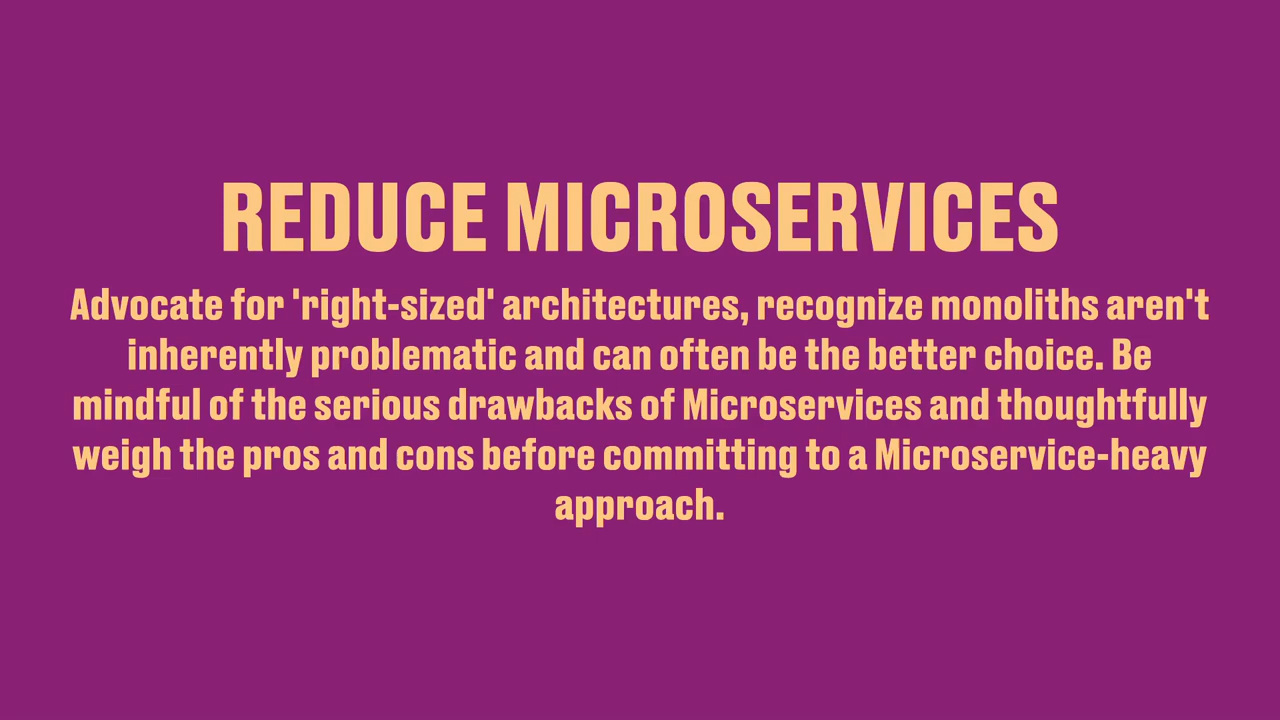 REDUCE MICROSERVICES
Advocate for 'right-sized' architectures, recognize monoliths aren't
inherently problematic and can often be the better choice. Be
mindful of the serious drawbacks of Microservices and thoughtfully
weigh the pros and cons before committing to a Microservice-heavy
approach.